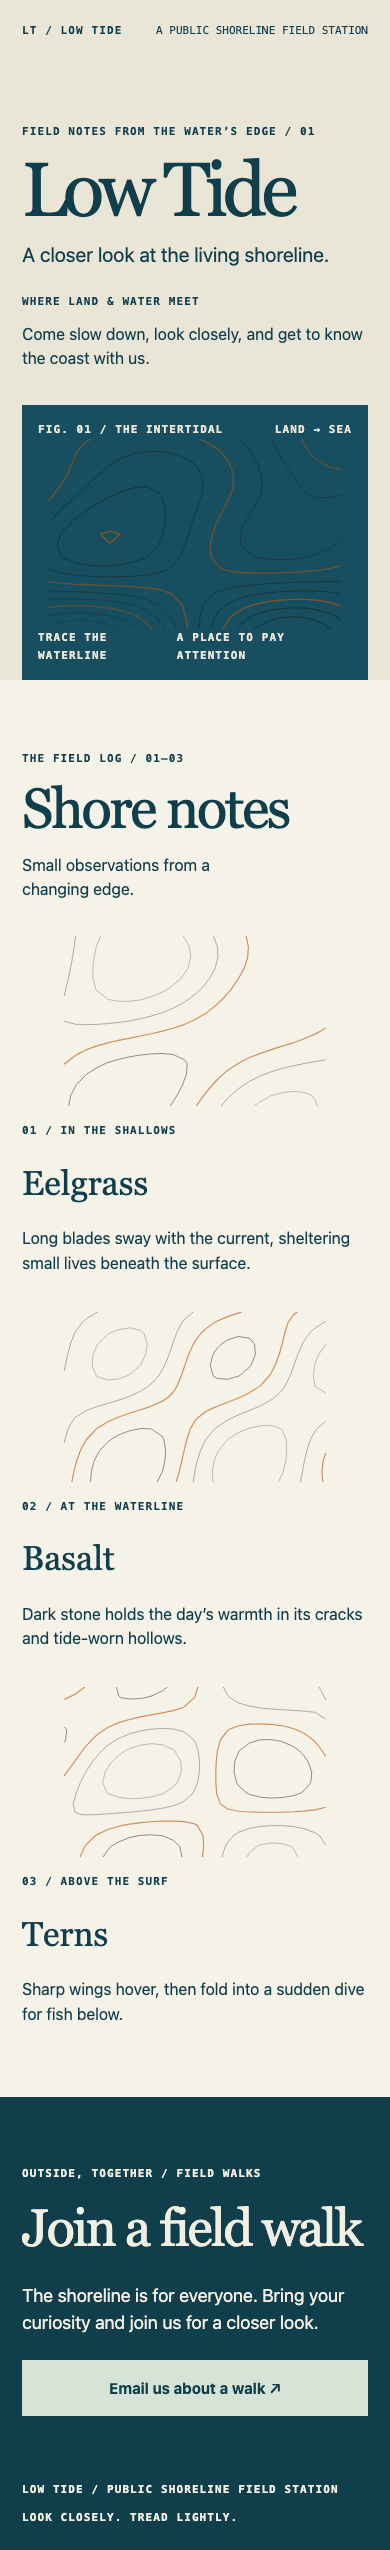 LT / LOW TIDE
A PUBLIC SHORELINE FIELD STATION
FIELD NOTES FROM THE WATER’S EDGE / 01
Low Tide
A closer look at the living shoreline.
WHERE LAND & WATER MEET
Come slow down, look closely, and get to know
the coast with us.
FIG. 01 / THE INTERTIDAL
LAND → SEA
TRACE THE
WATERLINE
A PLACE TO PAY
ATTENTION
THE FIELD LOG / 01–03
Shore notes
Small observations from a
changing edge.
01 / IN THE SHALLOWS
Eelgrass
Long blades sway with the current, sheltering
small lives beneath the surface.
02 / AT THE WATERLINE
Basalt
Dark stone holds the day’s warmth in its cracks
and tide-worn hollows.
03 / ABOVE THE SURF
Terns
Sharp wings hover, then fold into a sudden dive
for fish below.
OUTSIDE, TOGETHER / FIELD WALKS
Join a field walk
The shoreline is for everyone. Bring your
curiosity and join us for a closer look.
Email us about a walk ↗
LOW TIDE / PUBLIC SHORELINE FIELD STATION
LOOK CLOSELY. TREAD LIGHTLY.